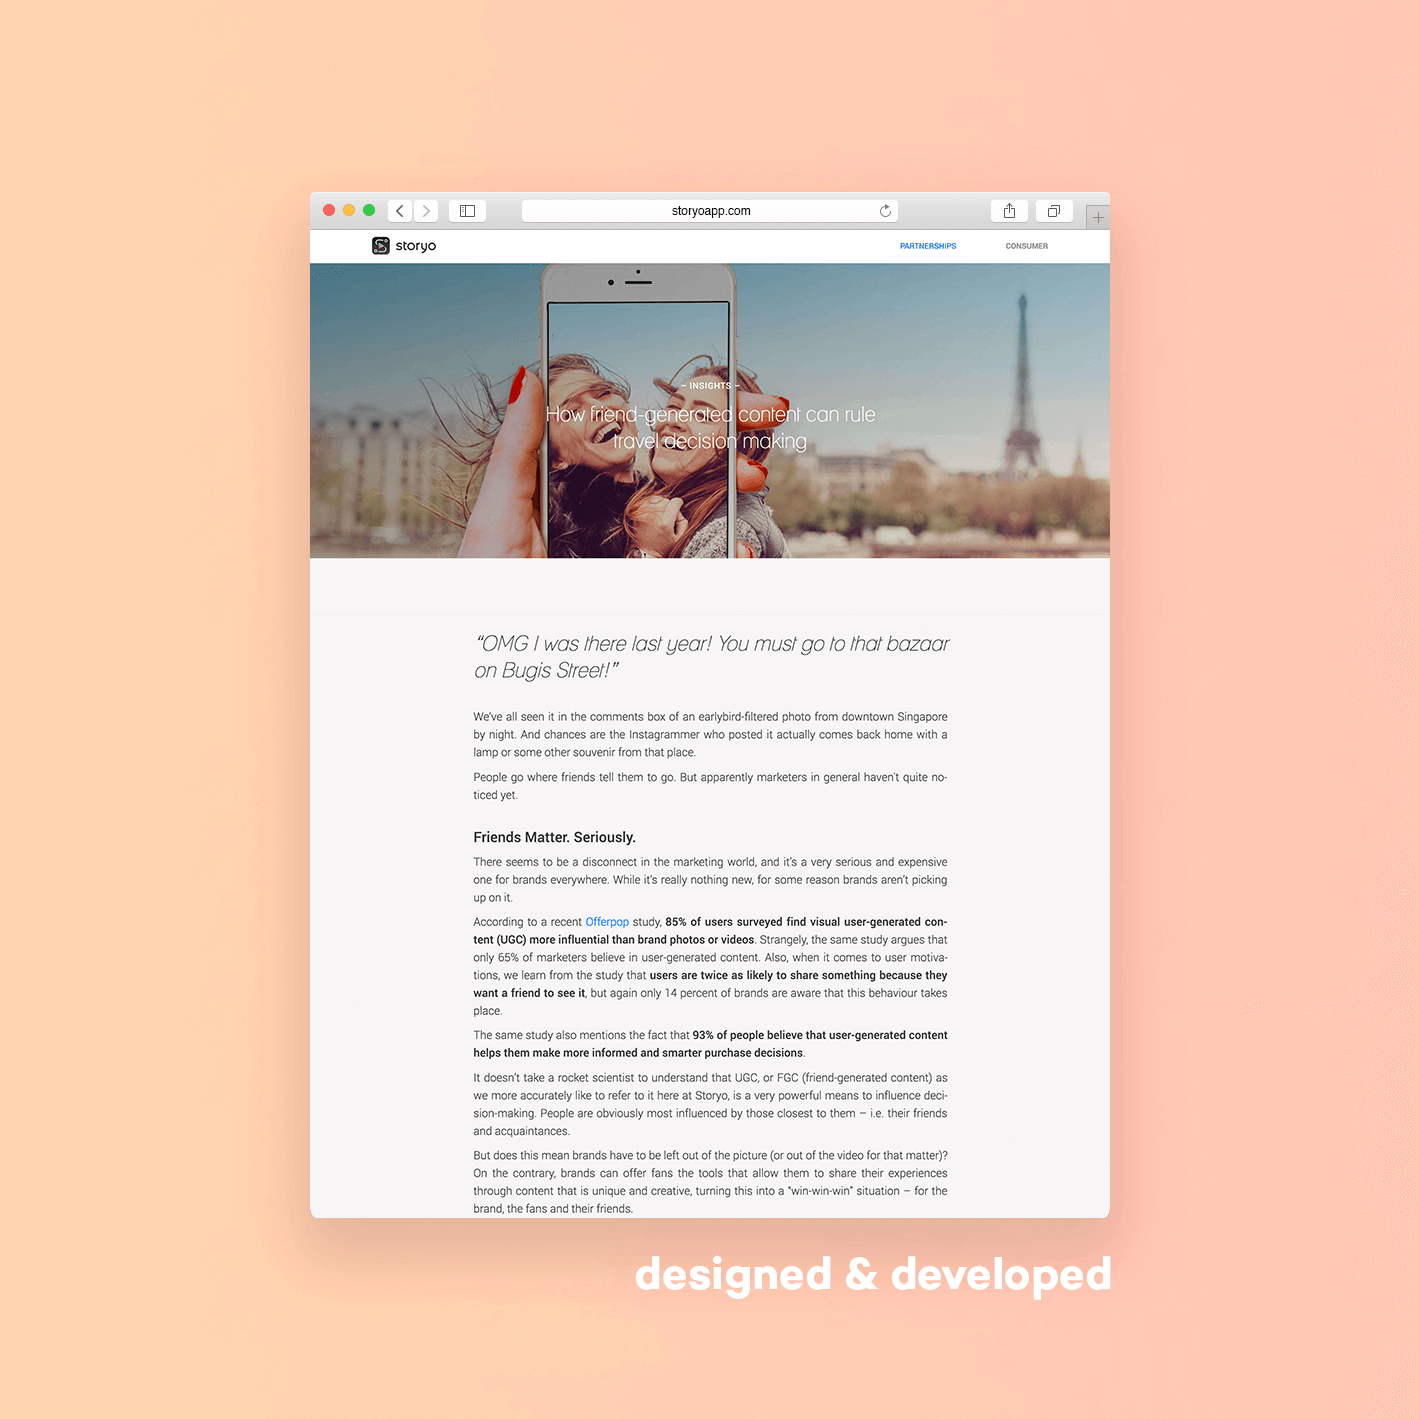 storyoapp.com
storyo
PARTNERSHIPS
CONSUMER
– INSIGHTS –
How friend-generated content can rule
travel decision making
“OMG I was there last year! You must go to that bazaar
on Bugis Street!”
We’ve all seen it in the comments box of an earlybird-filtered photo from downtown Singapore
by night. And chances are the Instagrammer who posted it actually comes back home with a
lamp or some other souvenir from that place.
People go where friends tell them to go. But apparently marketers in general haven’t quite no-
ticed yet.
Friends Matter. Seriously.
There seems to be a disconnect in the marketing world, and it’s a very serious and expensive
one for brands everywhere. While it’s really nothing new, for some reason brands aren’t picking
up on it.
According to a recent Offerpop study, 85% of users surveyed find visual user-generated con-
tent (UGC) more influential than brand photos or videos. Strangely, the same study argues that
only 65% of marketers believe in user-generated content. Also, when it comes to user motiva-
tions, we learn from the study that users are twice as likely to share something because they
want a friend to see it, but again only 14 percent of brands are aware that this behaviour takes
place.
The same study also mentions the fact that 93% of people believe that user-generated content
helps them make more informed and smarter purchase decisions.
It doesn’t take a rocket scientist to understand that UGC, or FGC (friend-generated content) as
we more accurately like to refer to it here at Storyo, is a very powerful means to influence deci-
sion-making. People are obviously most influenced by those closest to them – i.e. their friends
and acquaintances.
But does this mean brands have to be left out of the picture (or out of the video for that matter)?
On the contrary, brands can offer fans the tools that allow them to share their experiences
through content that is unique and creative, turning this into a “win-win-win” situation – for the
brand, the fans and their friends.
designed & developed